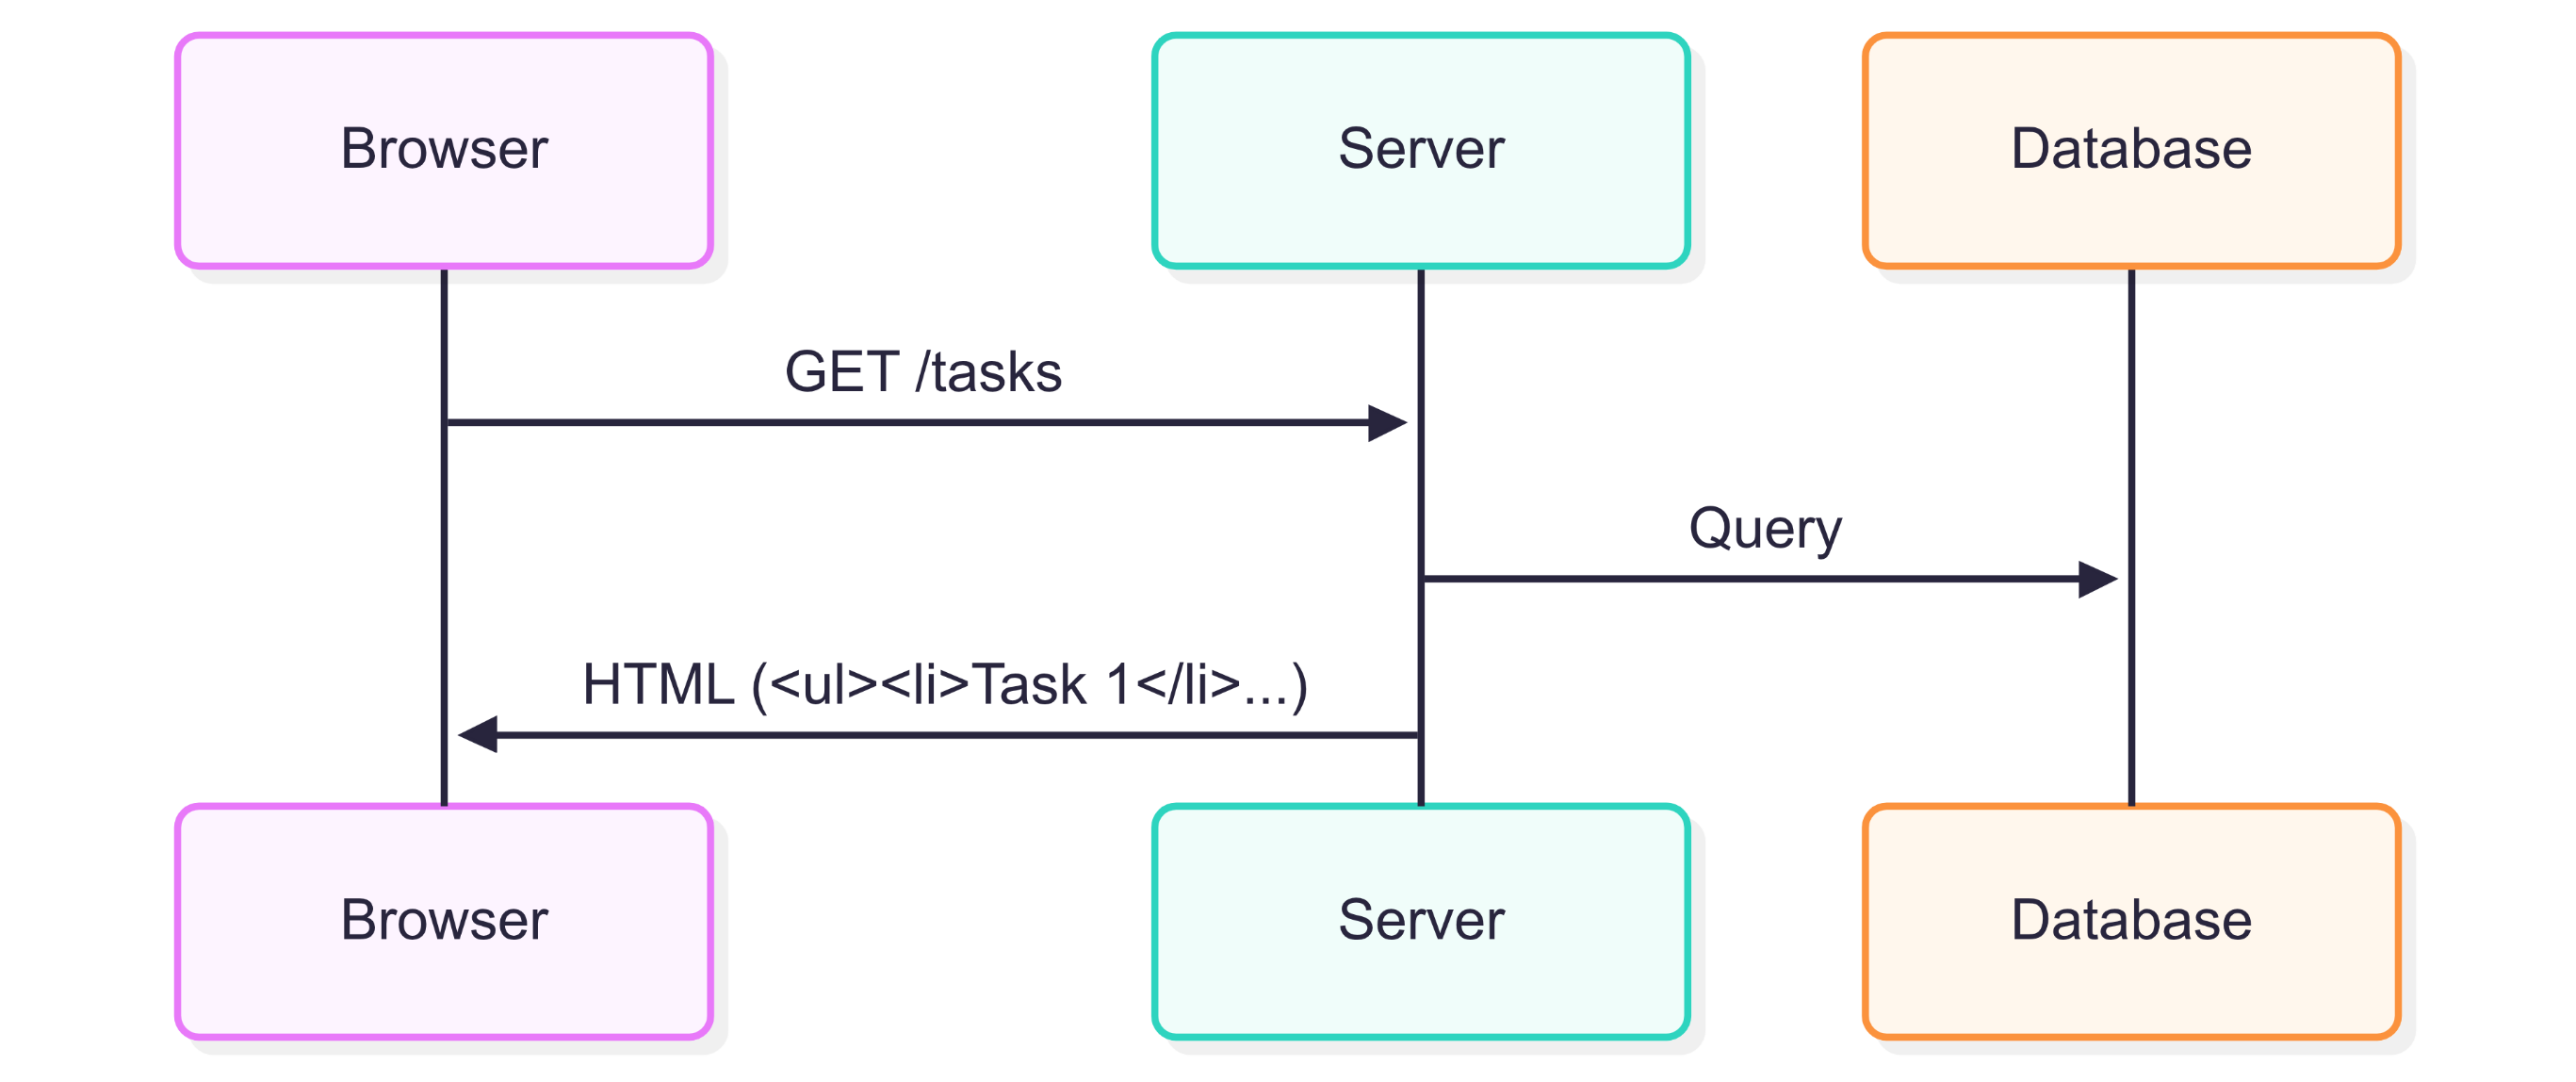 Browser
Server
Database
GET /tasks
Query
HTML (<ul><li>Task 1</li>...)
Browser
Server
Database